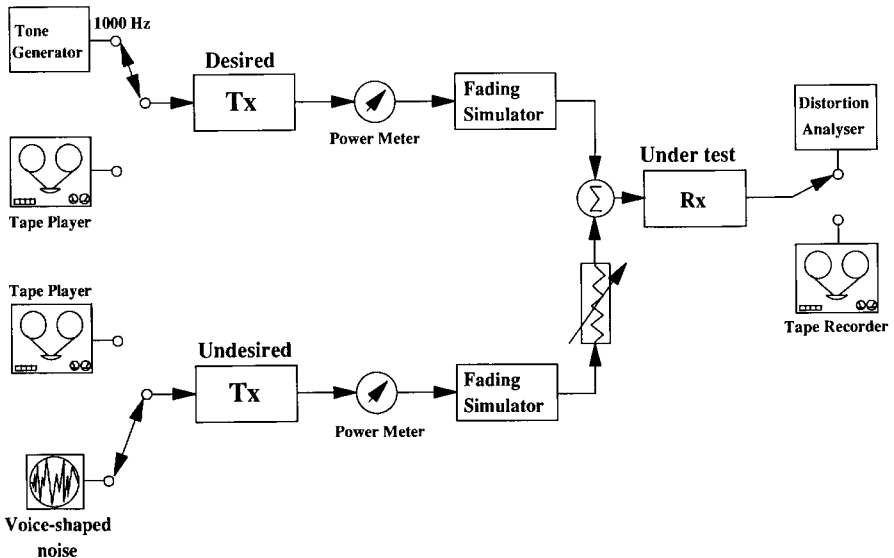 Tone
Generator
1000 Hz
Desired
Tx
Power Meter
Fading
Simulator
Distortion
Analyser
Under test
Rx
Σ
Tape Player
Tape Player
Tape Recorder
Undesired
Tx
Power Meter
Fading
Simulator
Voice-shaped
noise